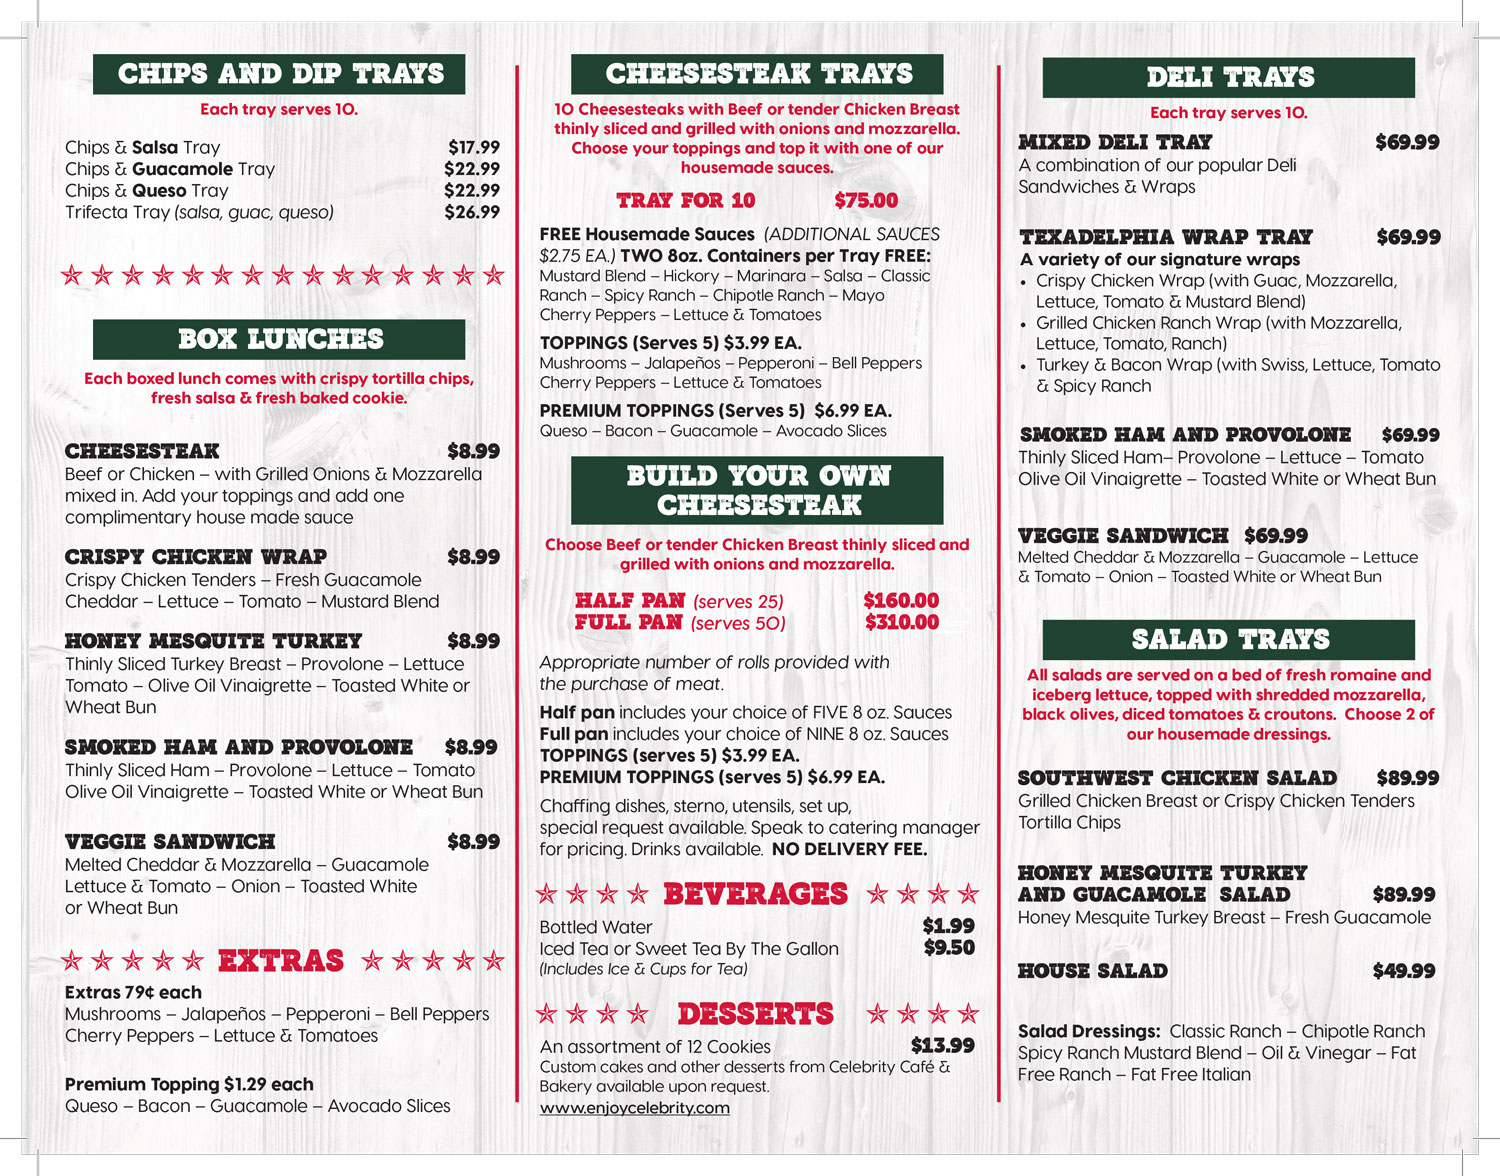 CHIPS AND DIP TRAYS
Each tray serves 10.
Chips & Salsa Tray $17.99
Chips & Guacamole Tray $22.99
Chips & Queso Tray $22.99
Trifecta Tray (salsa, guac, queso) $26.99
BOX LUNCHES
Each boxed lunch comes with crispy tortilla chips,
fresh salsa & fresh baked cookie.
CHEESESTEAK $8.99
Beef or Chicken – with Grilled Onions & Mozzarella
mixed in. Add your toppings and add one
complimentary house made sauce
CRISPY CHICKEN WRAP $8.99
Crispy Chicken Tenders – Fresh Guacamole
Cheddar – Lettuce – Tomato – Mustard Blend
HONEY MESQUITE TURKEY $8.99
Thinly Sliced Turkey Breast – Provolone – Lettuce
Tomato – Olive Oil Vinaigrette – Toasted White or
Wheat Bun
SMOKED HAM AND PROVOLONE $8.99
Thinly Sliced Ham – Provolone – Lettuce – Tomato
Olive Oil Vinaigrette – Toasted White or Wheat Bun
VEGGIE SANDWICH $8.99
Melted Cheddar & Mozzarella – Guacamole
Lettuce & Tomato – Onion – Toasted White
or Wheat Bun
EXTRAS
Extras 79¢ each
Mushrooms – Jalapeños – Pepperoni – Bell Peppers
Cherry Peppers – Lettuce & Tomatoes
Premium Topping $1.29 each
Queso – Bacon – Guacamole – Avocado Slices
CHEESESTEAK TRAYS
10 Cheesesteaks with Beef or tender Chicken Breast
thinly sliced and grilled with onions and mozzarella.
Choose your toppings and top it with one of our
housemade sauces.
TRAY FOR 10 $75.00
FREE Housemade Sauces (ADDITIONAL SAUCES
$2.75 EA.) TWO 8oz. Containers per Tray FREE:
Mustard Blend – Hickory – Marinara – Salsa – Classic
Ranch – Spicy Ranch – Chipotle Ranch – Mayo
Cherry Peppers – Lettuce & Tomatoes
TOPPINGS (Serves 5) $3.99 EA.
Mushrooms – Jalapeños – Pepperoni – Bell Peppers
Cherry Peppers – Lettuce & Tomatoes
PREMIUM TOPPINGS (Serves 5) $6.99 EA.
Queso – Bacon – Guacamole – Avocado Slices
BUILD YOUR OWN
CHEESESTEAK
Choose Beef or tender Chicken Breast thinly sliced and
grilled with onions and mozzarella.
HALF PAN (serves 25) $160.00
FULL PAN (serves 50) $310.00
Appropriate number of rolls provided with
the purchase of meat.
Half pan includes your choice of FIVE 8 oz. Sauces
Full pan includes your choice of NINE 8 oz. Sauces
TOPPINGS (serves 5) $3.99 EA.
PREMIUM TOPPINGS (serves 5) $6.99 EA.
Chaffing dishes, sterno, utensils, set up,
special request available. Speak to catering manager
for pricing. Drinks available. NO DELIVERY FEE.
BEVERAGES
Bottled Water $1.99
Iced Tea or Sweet Tea By The Gallon $9.50
(Includes Ice & Cups for Tea)
DESSERTS
An assortment of 12 Cookies $13.99
Custom cakes and other desserts from Celebrity Café &
Bakery available upon request.
www.enjoycelebrity.com
DELI TRAYS
Each tray serves 10.
MIXED DELI TRAY $69.99
A combination of our popular Deli
Sandwiches & Wraps
TEXADELPHIA WRAP TRAY $69.99
A variety of our signature wraps
• Crispy Chicken Wrap (with Guac, Mozzarella,
Lettuce, Tomato & Mustard Blend)
• Grilled Chicken Ranch Wrap (with Mozzarella,
Lettuce, Tomato, Ranch)
• Turkey & Bacon Wrap (with Swiss, Lettuce, Tomato
& Spicy Ranch
SMOKED HAM AND PROVOLONE $69.99
Thinly Sliced Ham– Provolone – Lettuce – Tomato
Olive Oil Vinaigrette – Toasted White or Wheat Bun
VEGGIE SANDWICH $69.99
Melted Cheddar & Mozzarella – Guacamole – Lettuce
& Tomato – Onion – Toasted White or Wheat Bun
SALAD TRAYS
All salads are served on a bed of fresh romaine and
iceberg lettuce, topped with shredded mozzarella,
black olives, diced tomatoes & croutons. Choose 2 of
our housemade dressings.
SOUTHWEST CHICKEN SALAD $89.99
Grilled Chicken Breast or Crispy Chicken Tenders
Tortilla Chips
HONEY MESQUITE TURKEY
AND GUACAMOLE SALAD $89.99
Honey Mesquite Turkey Breast – Fresh Guacamole
HOUSE SALAD $49.99
Salad Dressings: Classic Ranch – Chipotle Ranch
Spicy Ranch Mustard Blend – Oil & Vinegar – Fat
Free Ranch – Fat Free Italian